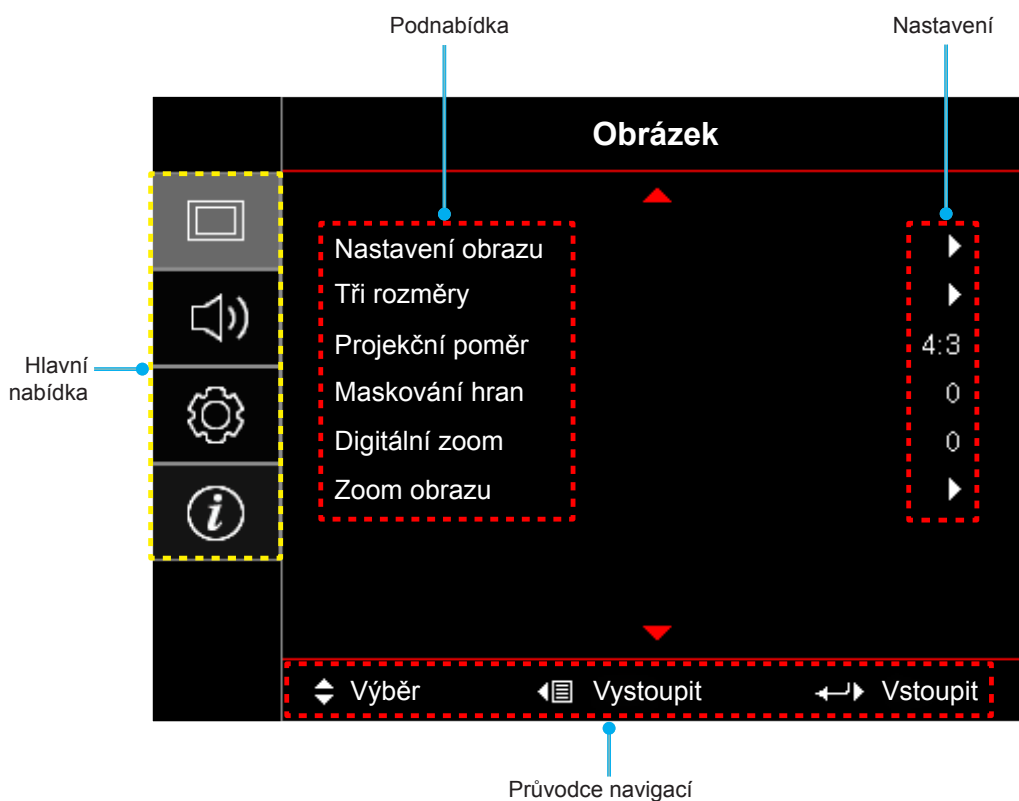 Podnabídka
Nastavení
Obrázek
Nastavení obrazu
Tři rozměry
Projekční poměr 4:3
Maskování hran 0
Digitální zoom 0
Zoom obrazu
Hlavní
nabídka
Výběr Vystoupit Vstoupit
Průvodce navigací